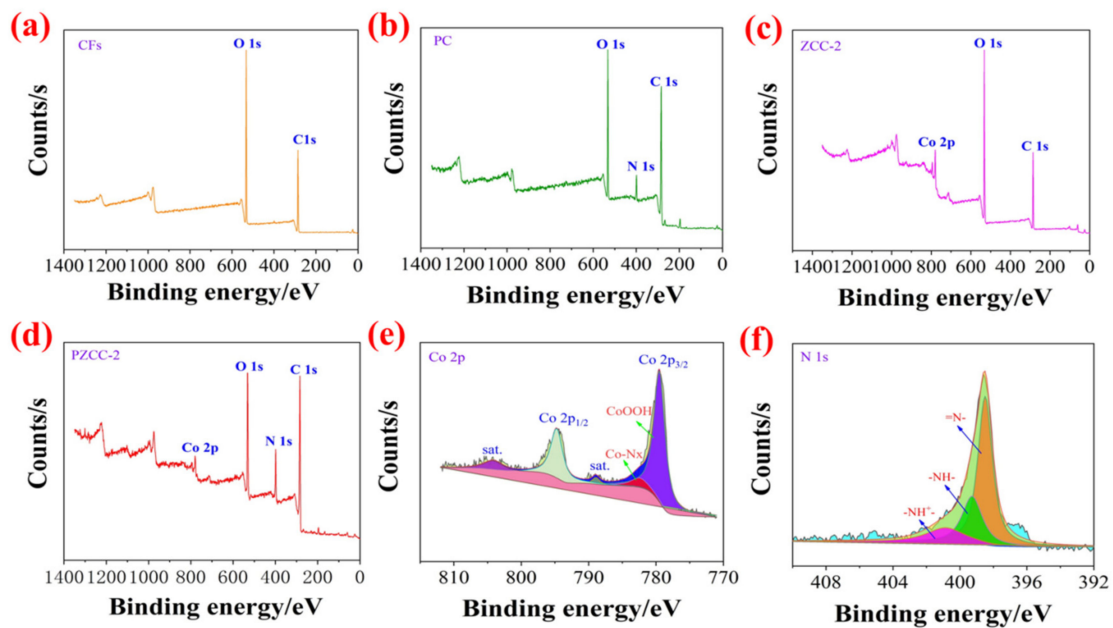 (a)
CFs
O 1s
C1s
Counts/s
1400 1200 1000 800 600 400 200 0
Binding energy/eV
(b)
PC
O 1s
C 1s
N 1s
Counts/s
1400 1200 1000 800 600 400 200 0
Binding energy/eV
(c)
ZCC-2
O 1s
Co 2p
C 1s
Counts/s
1400 1200 1000 800 600 400 200 0
Binding energy/eV
(d)
PZCC-2
O 1s
C 1s
Co 2p
N 1s
Counts/s
1400 1200 1000 800 600 400 200 0
Binding energy/eV
(e)
Co 2p
Co 2p3/2
CoOOH
Co 2p1/2
Co-Nx
sat.
sat.
Counts/s
810 800 790 780 770
Binding energy/eV
(f)
N 1s
=N-
-NH-
-NH+-
Counts/s
408 404 400 396 392
Binding energy/eV